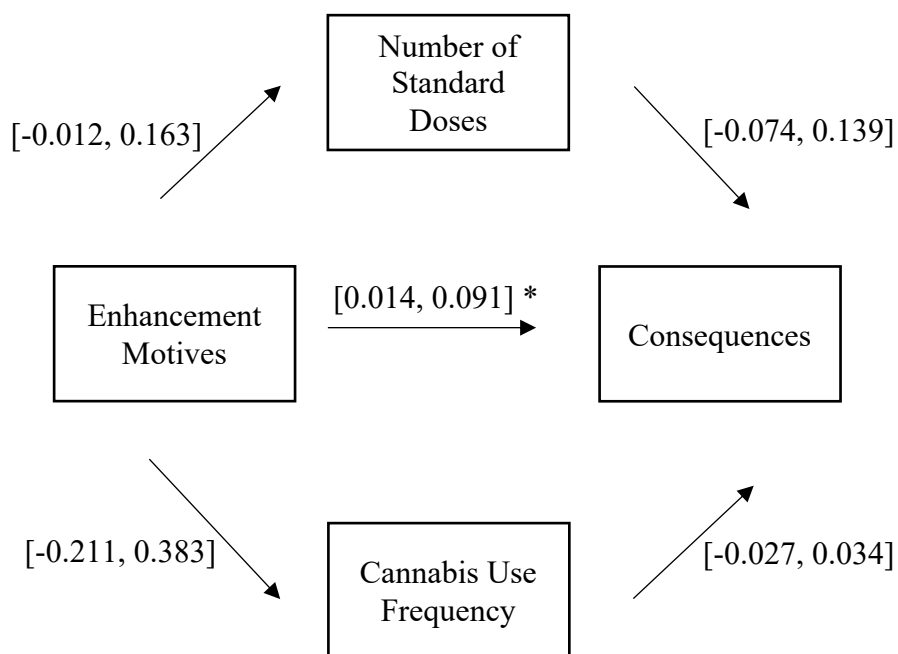 Number of
Standard
Doses
[-0.012, 0.163]
[-0.074, 0.139]
Enhancement
Motives
[0.014, 0.091] *
Consequences
[-0.211, 0.383]
[-0.027, 0.034]
Cannabis Use
Frequency